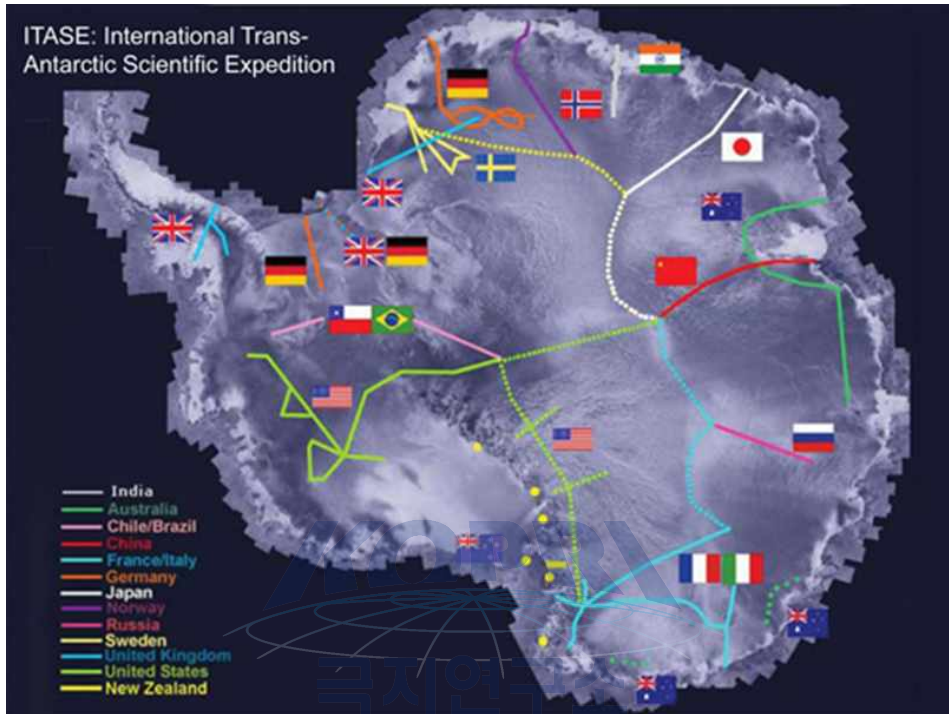 ITASE: International Trans-
Antarctic Scientific Expedition
India
Australia
Chile/Brazil
China
France/Italy
Germany
Japan
Norway
Russia
Sweden
United Kingdom
United States
New Zealand
극지연구소